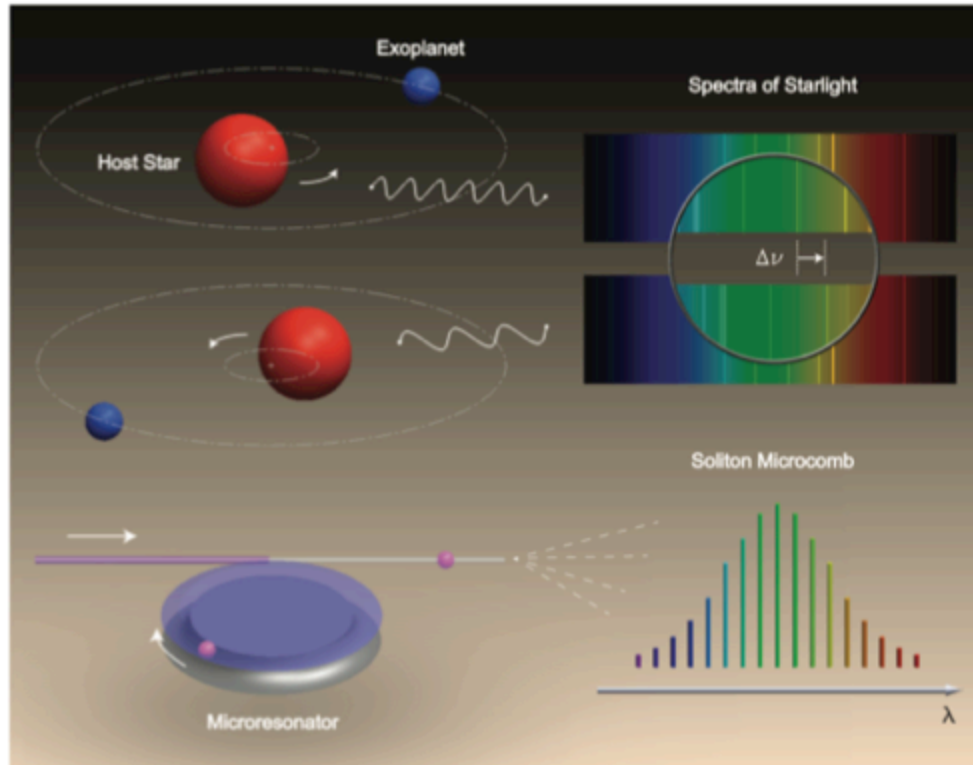 Exoplanet
Spectra of Starlight
Host Star
Δν
Soliton Microcomb
Microresonator
λ